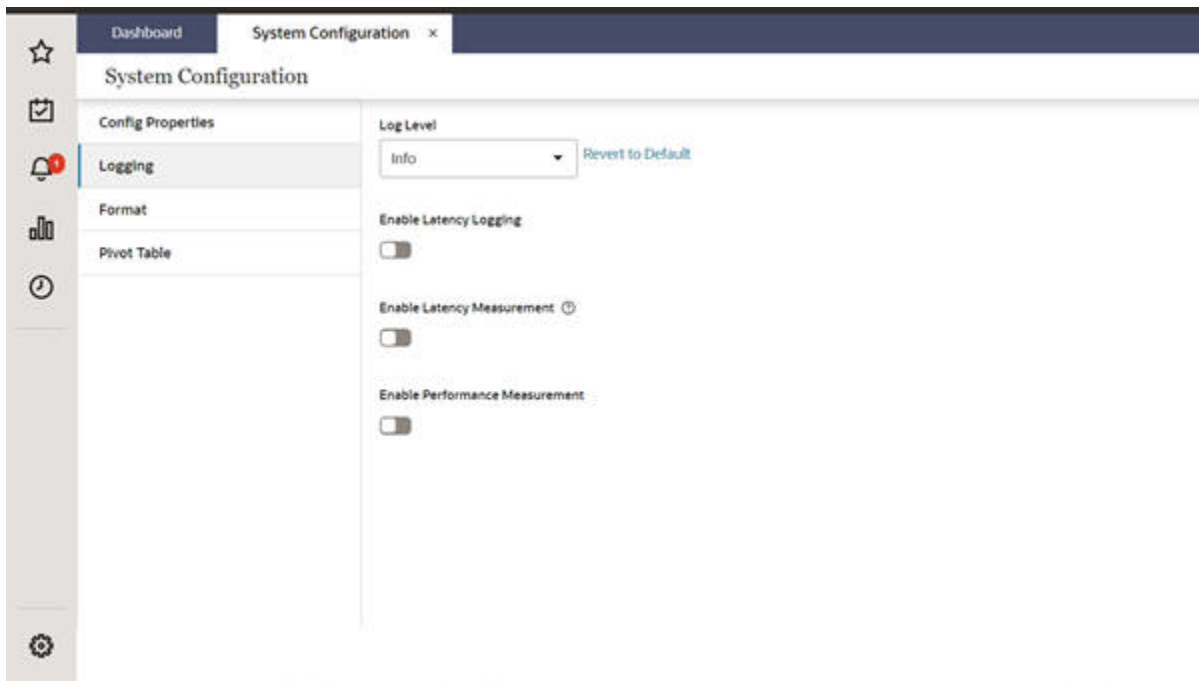 Dashboard
System Configuration ×
System Configuration
Config Properties
Logging
Format
Pivot Table
Log Level
Info
Revert to Default
Enable Latency Logging
Enable Latency Measurement
Enable Performance Measurement
1